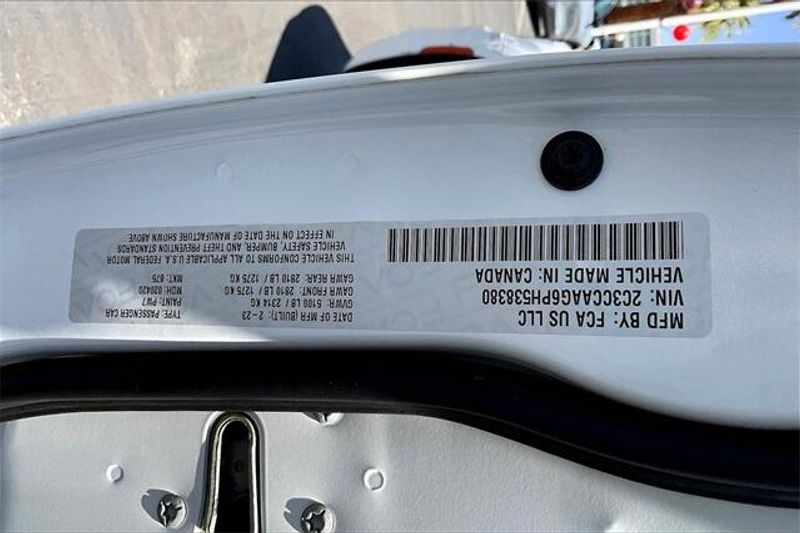 MFD BY: FCA US LLC
VIN: 2C3CCAAG6PH538380
VEHICLE MADE IN: CANADA
DATE OF MFR (BUILT): 2-23
TYPE: PASSENGER CAR
GVWR: 5100 LB / 2314 KG
PAINT: PW7
GAWR FRONT: 2810 LB / 1275 KG
MDH: 020420
GAWR REAR: 2810 LB / 1275 KG
MKT: 875
THIS VEHICLE CONFORMS TO ALL APPLICABLE U.S.A. FEDERAL MOTOR
VEHICLE SAFETY, BUMPER, AND THEFT PREVENTION STANDARDS
IN EFFECT ON THE DATE OF MANUFACTURE SHOWN ABOVE.